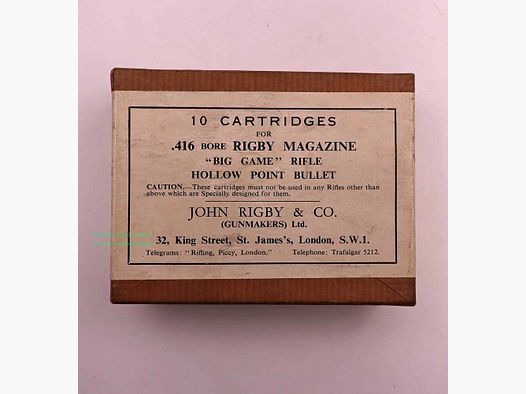 10 CARTRIDGES
FOR
.416 BORE RIGBY MAGAZINE
"BIG GAME" RIFLE
HOLLOW POINT BULLET
CAUTION.—These cartridges must not be used in any Rifles other than
above which are Specially designed for them.
JOHN RIGBY & CO.
(GUNMAKERS) Ltd.
32, King Street, St. James's, London, S.W.1.
Telegrams: "Rifling, Piccy, London." Telephone: Trafalgar 5212.